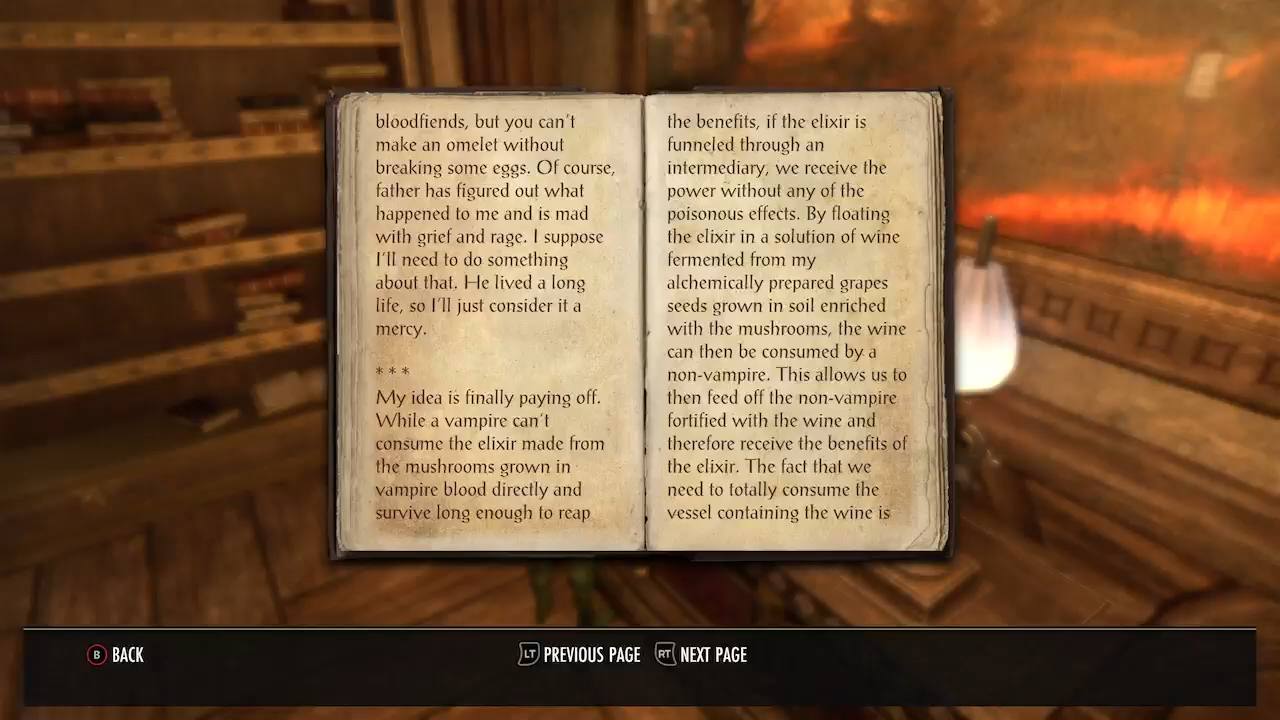 bloodfiends, but you can't
make an omelet without
breaking some eggs. Of course,
father has figured out what
happened to me and is mad
with grief and rage. I suppose
I'll need to do something
about that. He lived a long
life, so I'll just consider it a
mercy.
* * *
My idea is finally paying off.
While a vampire can't
consume the elixir made from
the mushrooms grown in
vampire blood directly and
survive long enough to reap
the benefits, if the elixir is
funneled through an
intermediary, we receive the
power without any of the
poisonous effects. By floating
the elixir in a solution of wine
fermented from my
alchemically prepared grapes
seeds grown in soil enriched
with the mushrooms, the wine
can then be consumed by a
non-vampire. This allows us to
then feed off the non-vampire
fortified with the wine and
therefore receive the benefits of
the elixir. The fact that we
need to totally consume the
vessel containing the wine is
B BACK
LT PREVIOUS PAGE RT NEXT PAGE